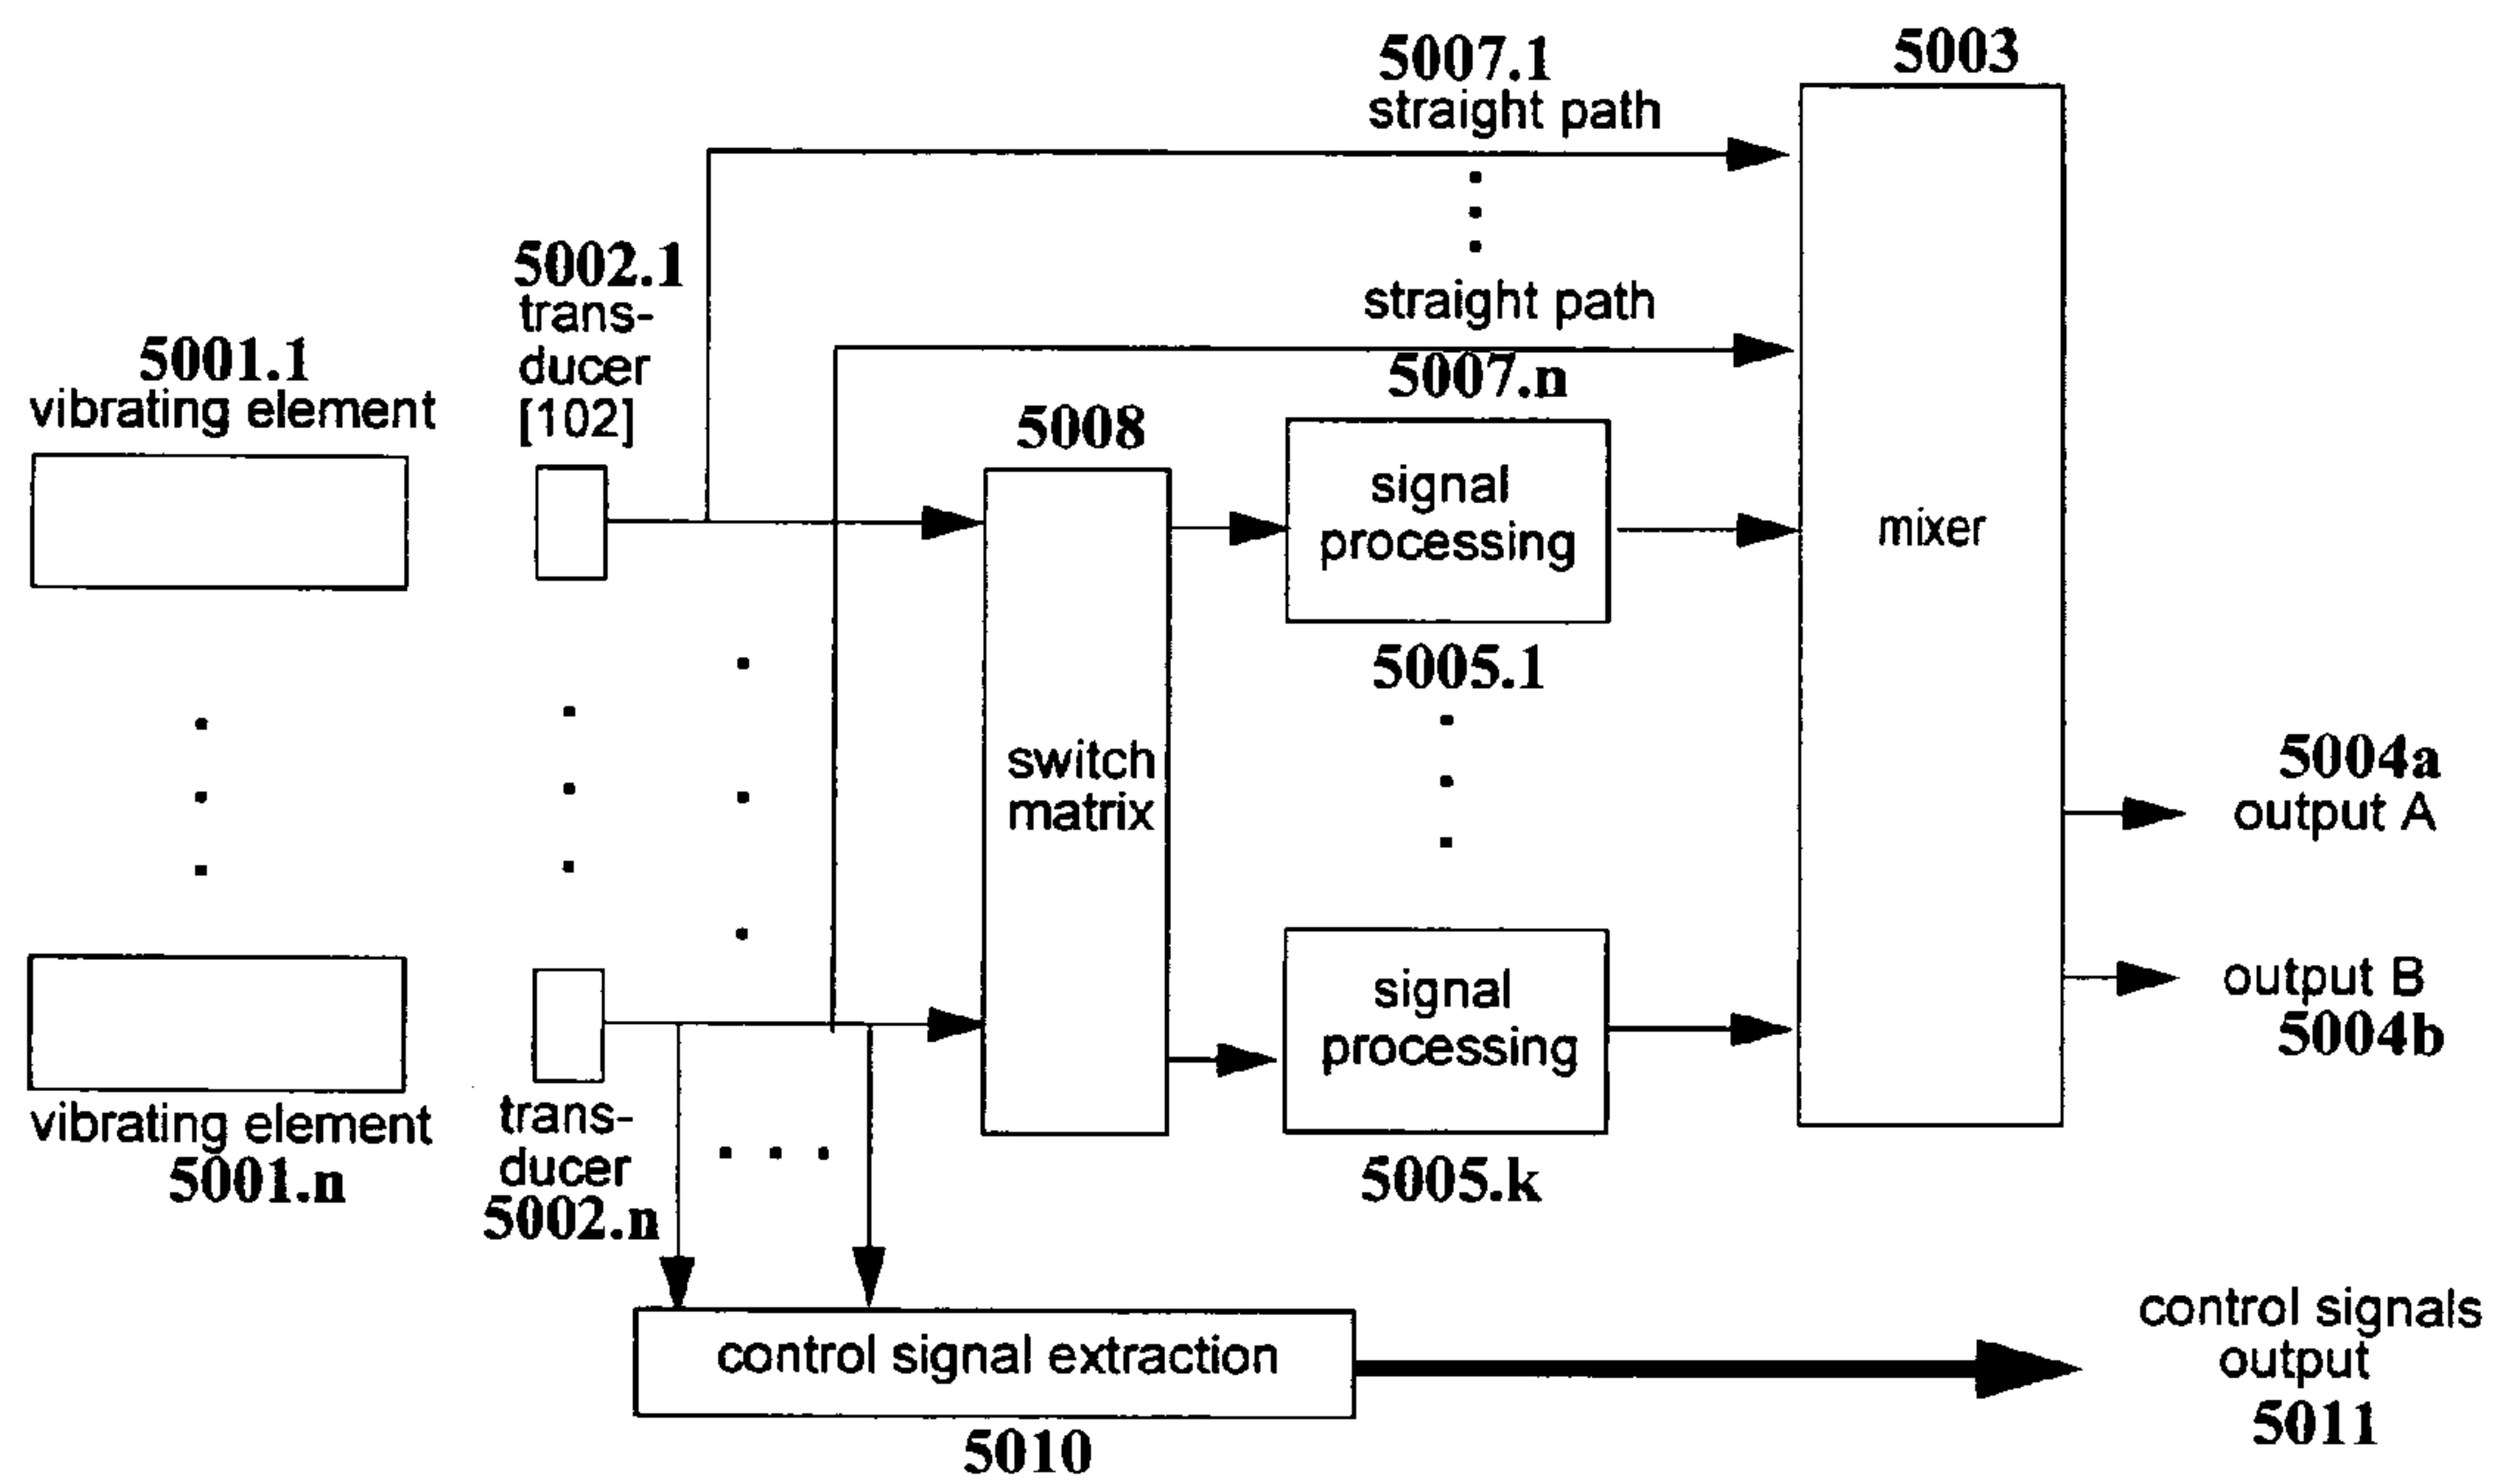 5007.1
straight path
5003
5002.1
trans-
ducer
[102]
straight path
5007.n
5001.1
vibrating element
5008
signal
processing
5005.1
mixer
switch
matrix
5004a
output A
output B
5004b
signal
processing
5005.k
vibrating element
5001.n
trans-
ducer
5002.n
control signal extraction
5010
control signals
output
5011